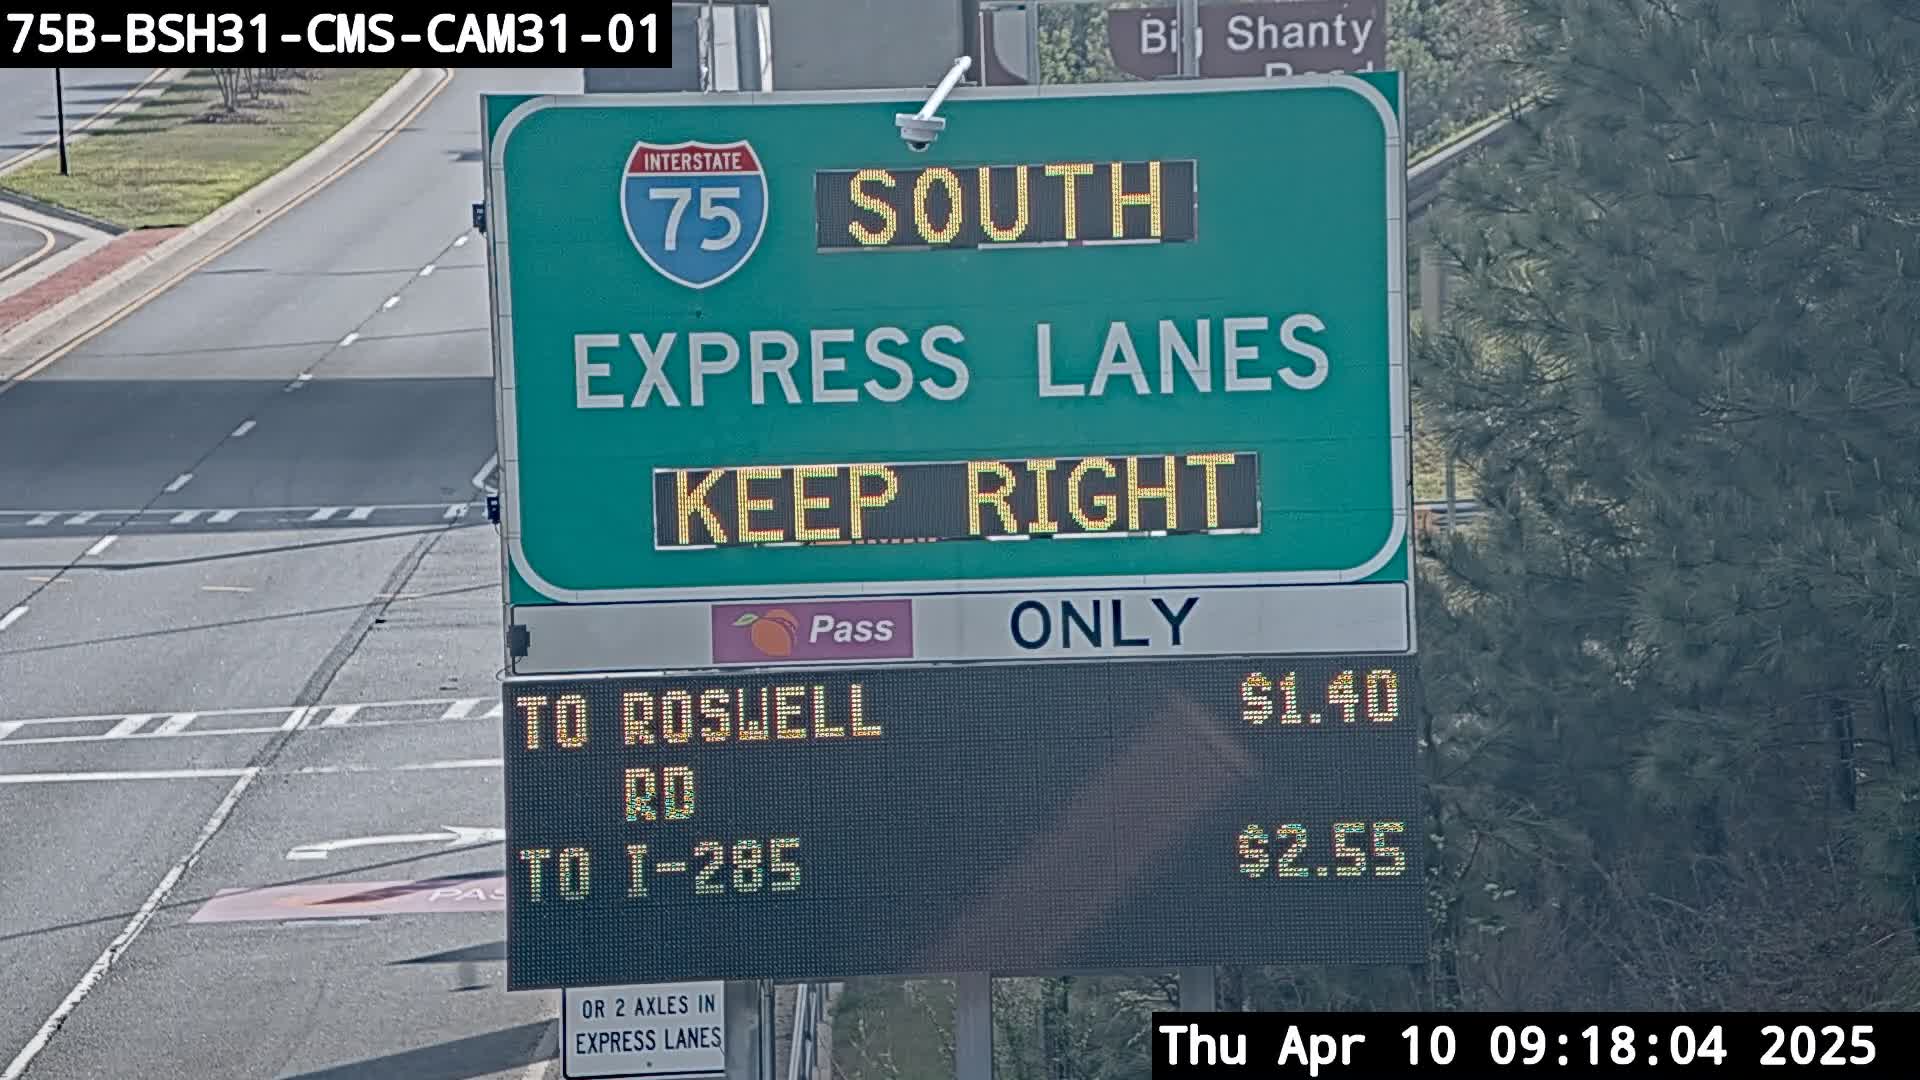 75B-BSH31-CMS-CAM31-01
Big Shanty
Road
INTERSTATE
75
SOUTH
EXPRESS LANES
KEEP RIGHT
Pass ONLY
TO ROSWELL $1.40
RD
TO I-285 $2.55
PAS
OR 2 AXLES IN
EXPRESS LANES
Thu Apr 10 09:18:04 2025